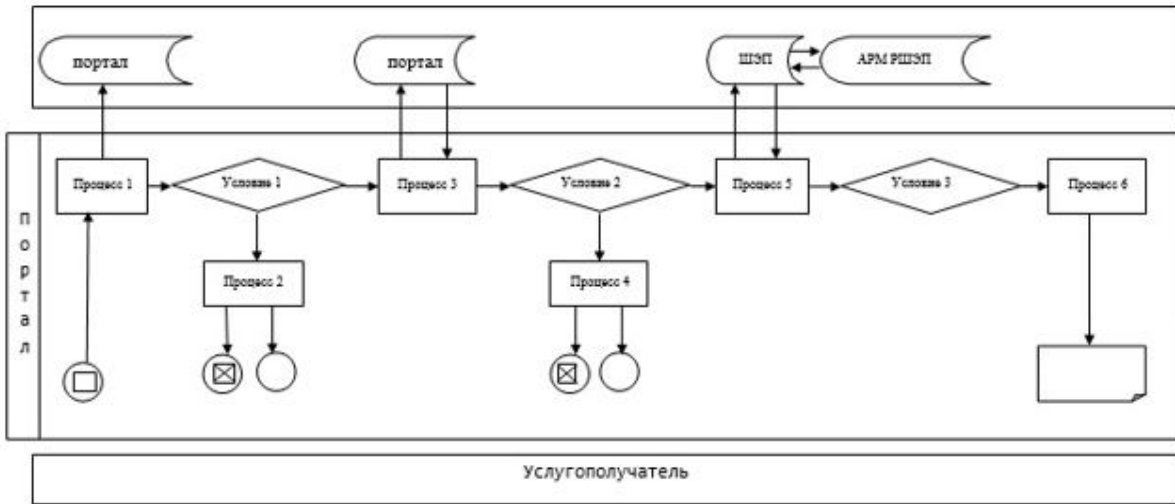 портал
портал
ШЭП
АРМ РШЭП
Портал
Процесс 1
Условие 1
Процесс 3
Условие 2
Процесс 5
Условие 3
Процесс 6
Процесс 2
Процесс 4
Услугополучатель